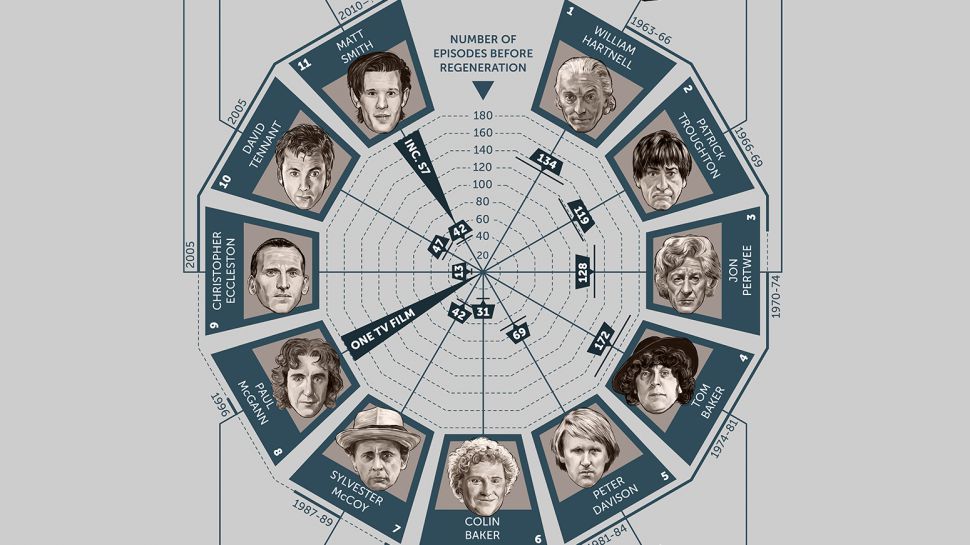 NUMBER OF
EPISODES BEFORE
REGENERATION
180
160
140
120
100
80
60
40
20
1
WILLIAM
HARTNELL
1963-66
134
2
PATRICK
TROUGHTON
1966-69
119
3
JON
PERTWEE
1970-74
128
4
TOM
BAKER
1974-81
172
5
PETER
DAVISON
1981-84
69
6
COLIN
BAKER
31
7
SYLVESTER
McCOY
1987-89
42
8
PAUL
McGANN
1996
ONE TV FILM
9
CHRISTOPHER
ECCLESTON
2005
13
10
DAVID
TENNANT
2005
47
11
MATT
SMITH
2010-
INC. S7
42